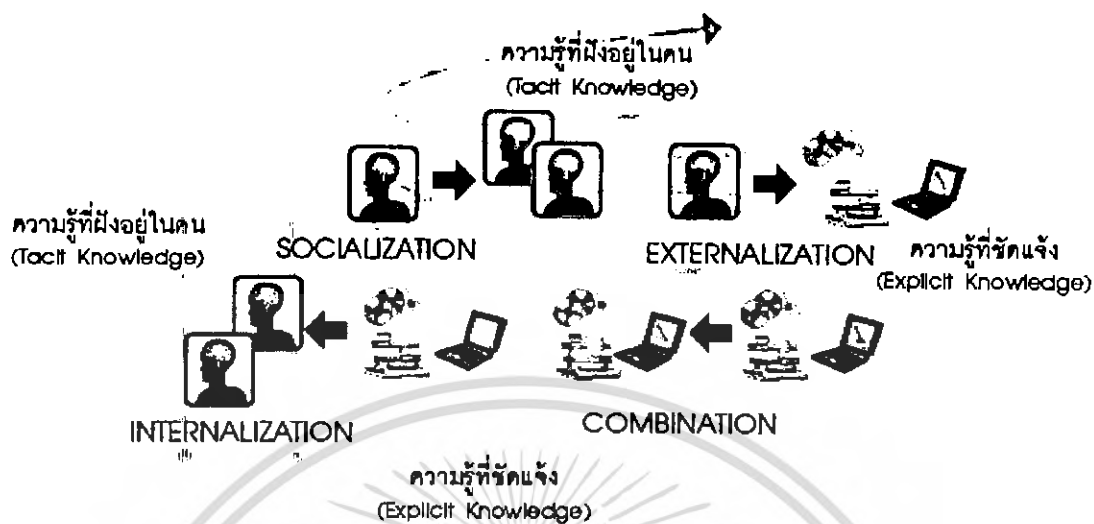 ความรู้ที่ฝังอยู่ในคน
(Tacit Knowledge)
ความรู้ที่ฝังอยู่ในคน
(Tacit Knowledge)
SOCIALIZATION
EXTERNALIZATION
ความรู้ที่ชัดแจ้ง
(Explicit Knowledge)
INTERNALIZATION
COMBINATION
ความรู้ที่ชัดแจ้ง
(Explicit Knowledge)